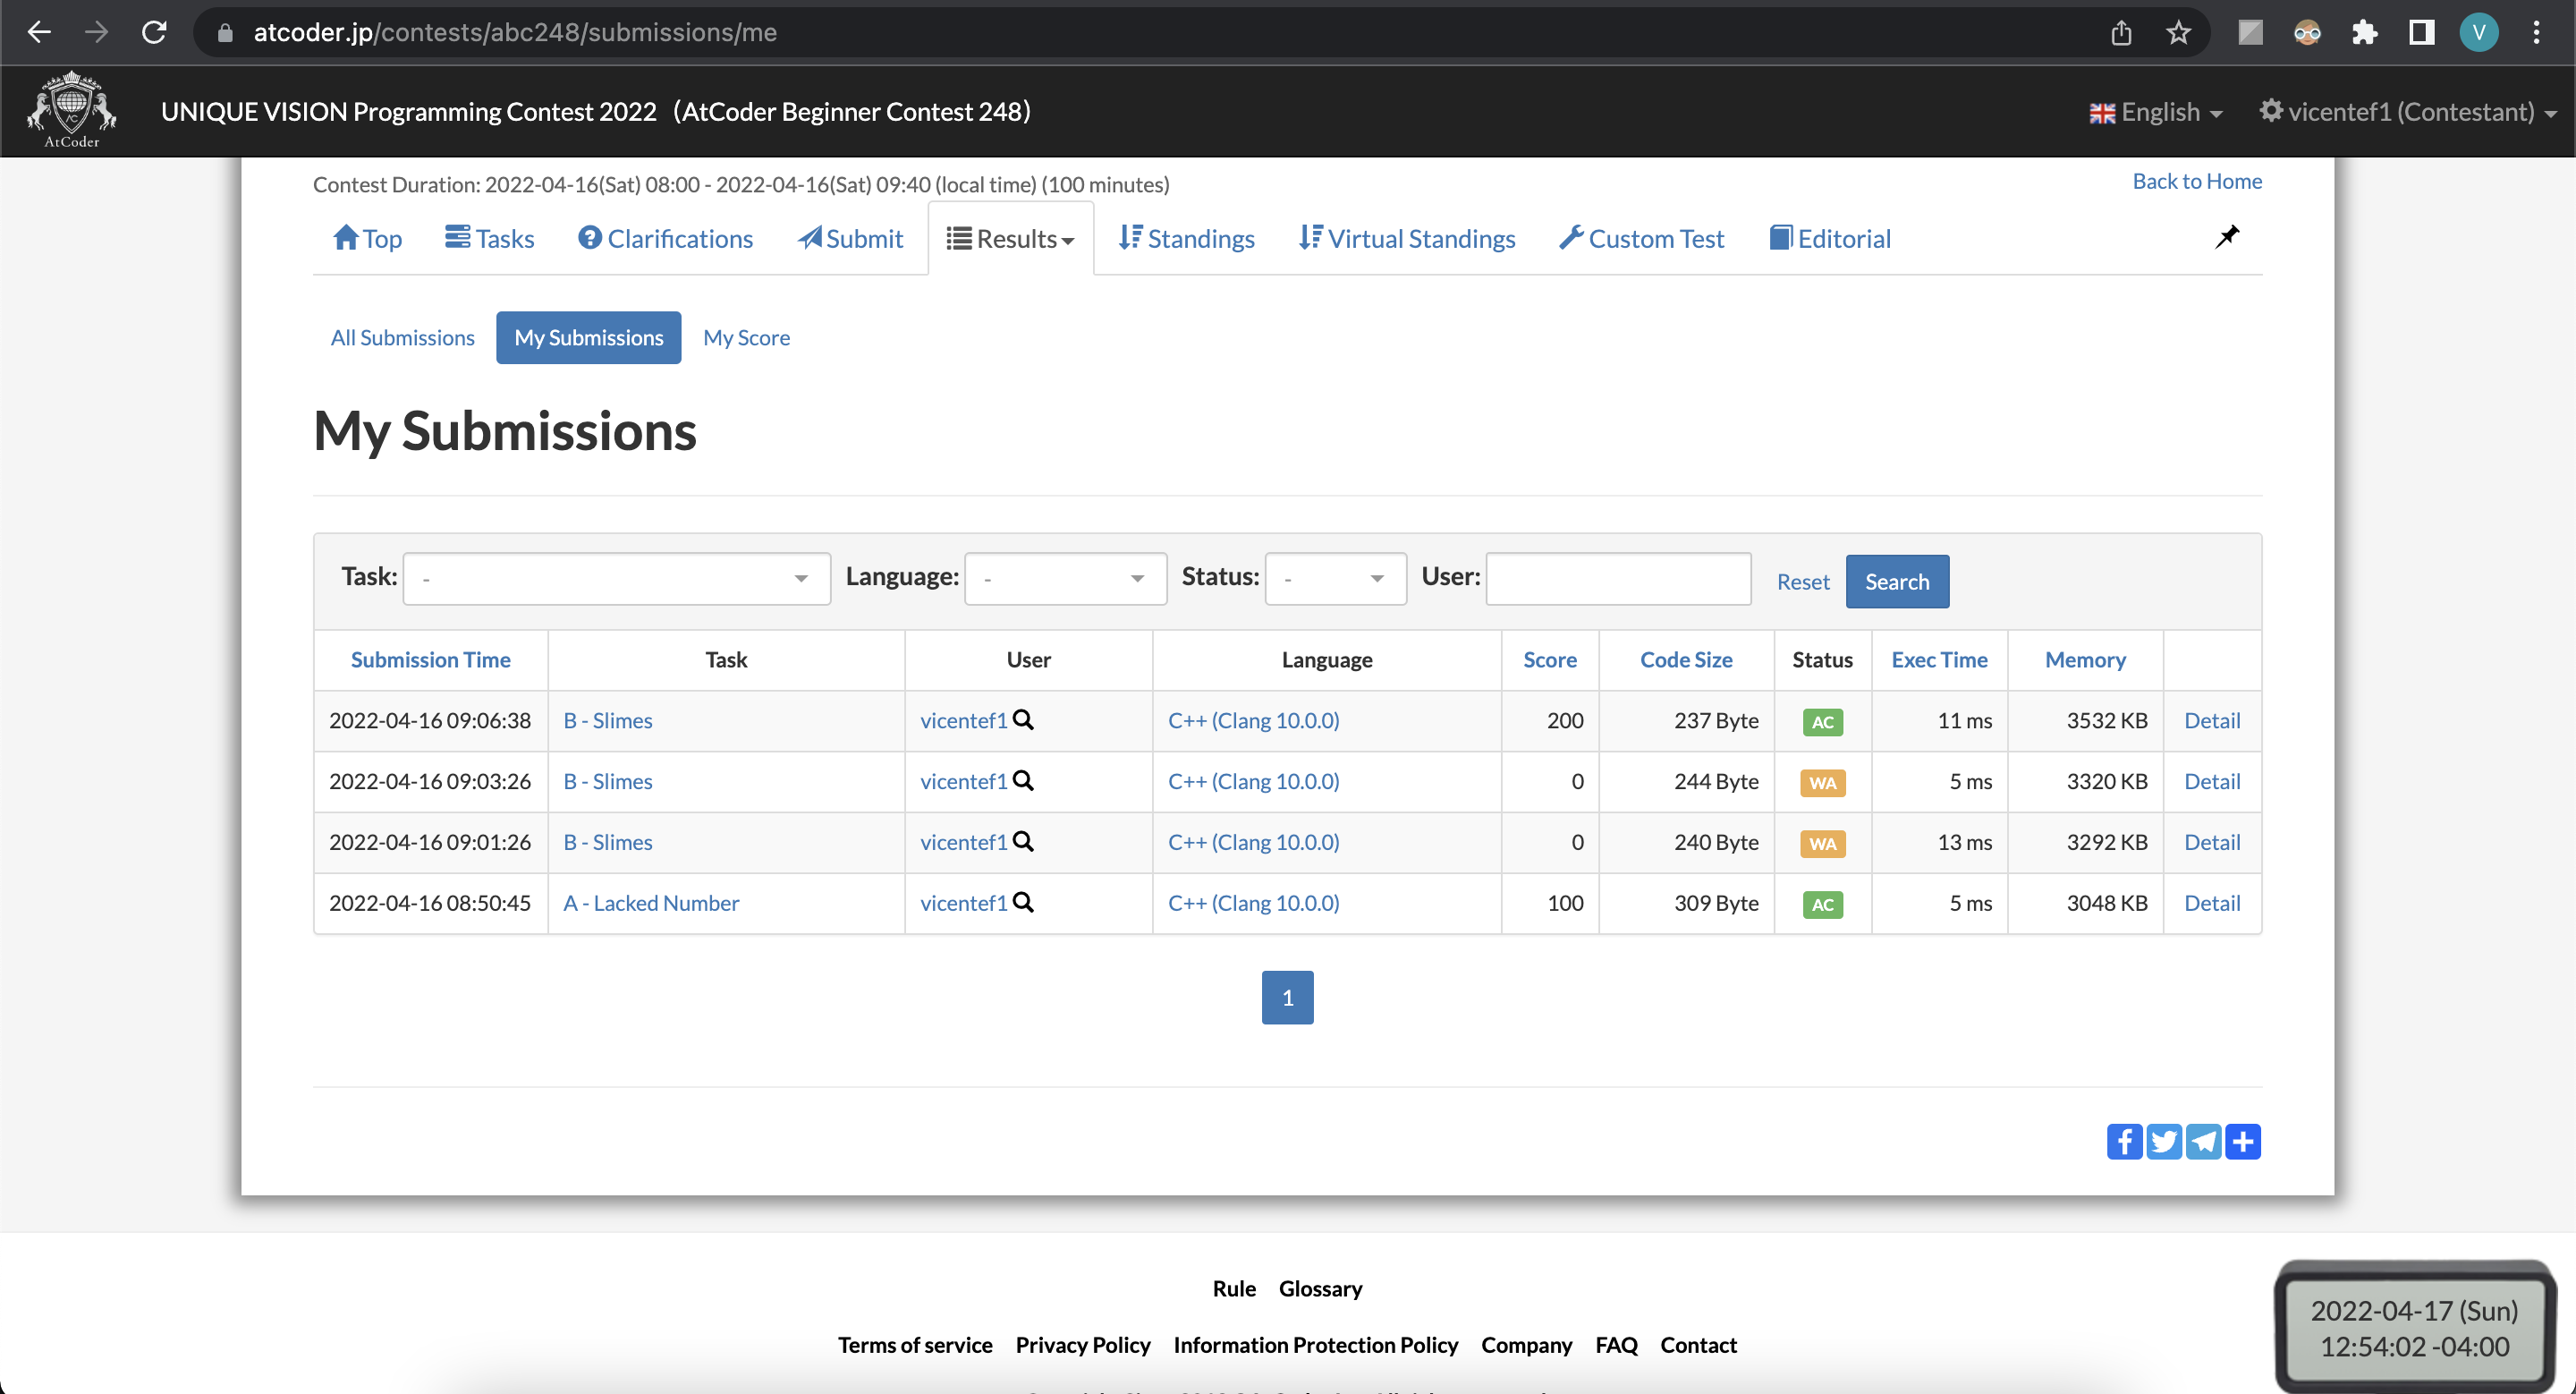 atcoder.jp/contests/abc248/submissions/me
V
AC
AtCoder
UNIQUE VISION Programming Contest 2022 (AtCoder Beginner Contest 248)
English
vicentef1 (Contestant)
Contest Duration: 2022-04-16(Sat) 08:00 - 2022-04-16(Sat) 09:40 (local time) (100 minutes)
Back to Home
Top Tasks Clarifications Submit Results Standings Virtual Standings Custom Test Editorial
All Submissions My Submissions My Score
My Submissions
Task: - Language: - Status: - User: Reset Search
Submission Time Task User Language Score Code Size Status Exec Time Memory
2022-04-16 09:06:38 B - Slimes vicentef1 C++ (Clang 10.0.0) 200 237 Byte AC 11 ms 3532 KB Detail
2022-04-16 09:03:26 B - Slimes vicentef1 C++ (Clang 10.0.0) 0 244 Byte WA 5 ms 3320 KB Detail
2022-04-16 09:01:26 B - Slimes vicentef1 C++ (Clang 10.0.0) 0 240 Byte WA 13 ms 3292 KB Detail
2022-04-16 08:50:45 A - Lacked Number vicentef1 C++ (Clang 10.0.0) 100 309 Byte AC 5 ms 3048 KB Detail
1
Rule Glossary
Terms of service Privacy Policy Information Protection Policy Company FAQ Contact
2022-04-17 (Sun)
12:54:02 -04:00